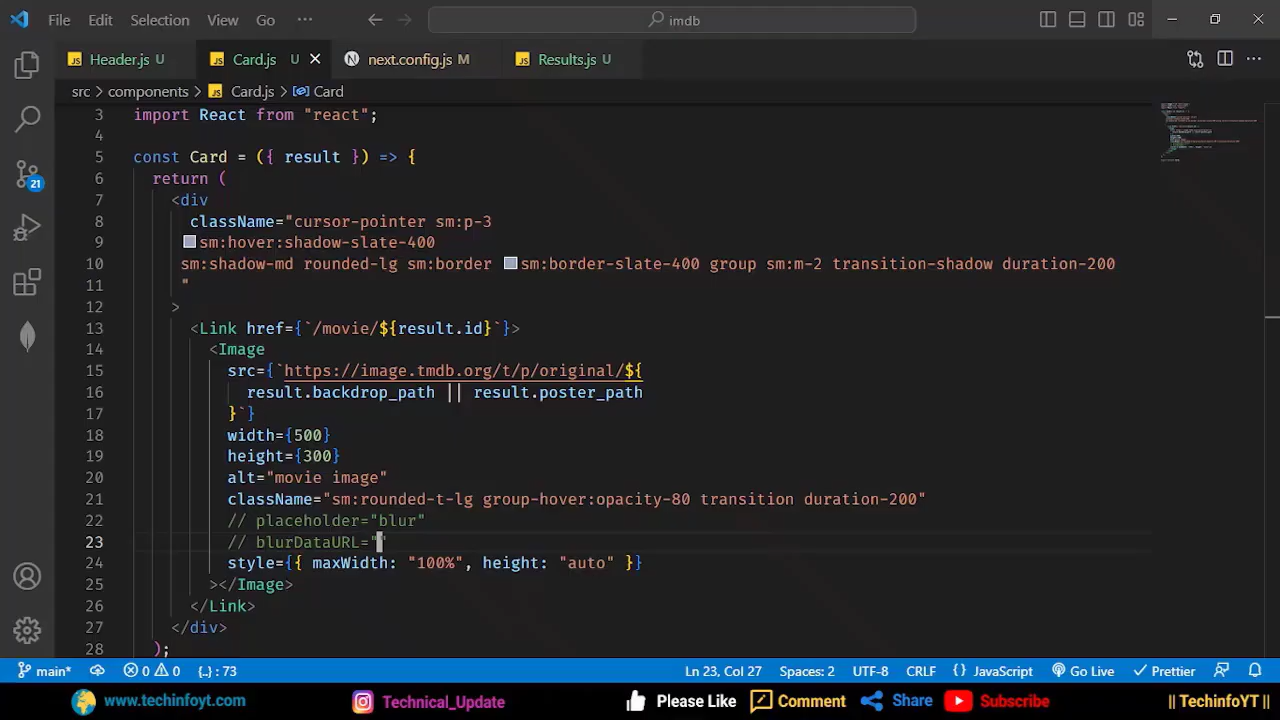 File Edit Selection View Go ··· imdb
Header.js U Card.js U next.config.js M Results.js U
src > components > Card.js > Card
3 import React from "react";
4
5 const Card = ({ result }) => {
6 return (
7 <div
8 className="cursor-pointer sm:p-3
9 sm:hover:shadow-slate-400
10 sm:shadow-md rounded-lg sm:border sm:border-slate-400 group sm:m-2 transition-shadow duration-200
11 "
12 >
13 <Link href={`/movie/${result.id}`}>
14 <Image
15 src={`https://image.tmdb.org/t/p/original/${
16 result.backdrop_path || result.poster_path
17 }`}
18 width={500}
19 height={300}
20 alt="movie image"
21 className="sm:rounded-t-lg group-hover:opacity-80 transition duration-200"
22 // placeholder="blur"
23 // blurDataURL=""
24 style={{ maxWidth: "100%", height: "auto" }}
25 ></Image>
26 </Link>
27 </div>
28 );
21
main* 0 0 {..} : 73 Ln 23, Col 27 Spaces: 2 UTF-8 CRLF {} JavaScript Go Live Prettier
www.techinfoyt.com Technical_Update Please Like Comment Share Subscribe || TechinfoYT ||